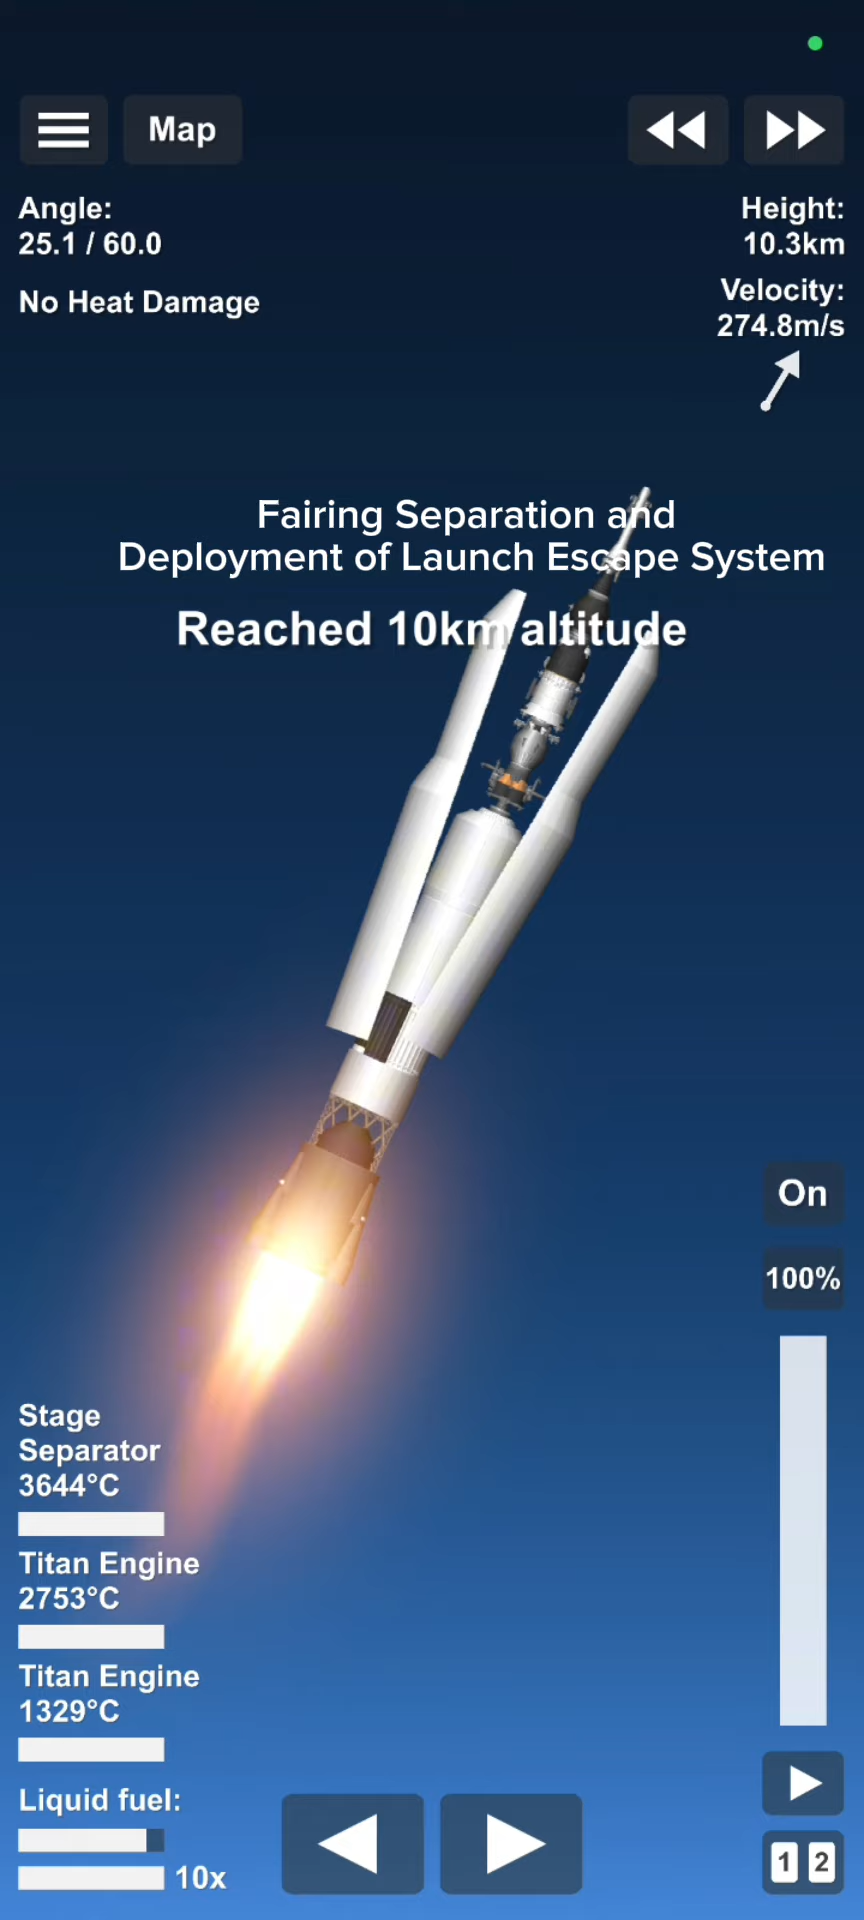 Map
Angle:
25.1 / 60.0
No Heat Damage
Height:
10.3km
Velocity:
274.8m/s
Fairing Separation and
Deployment of Launch Escape System
Reached 10km altitude
On
100%
Stage
Separator
3644°C
Titan Engine
2753°C
Titan Engine
1329°C
Liquid fuel:
10x
1 2